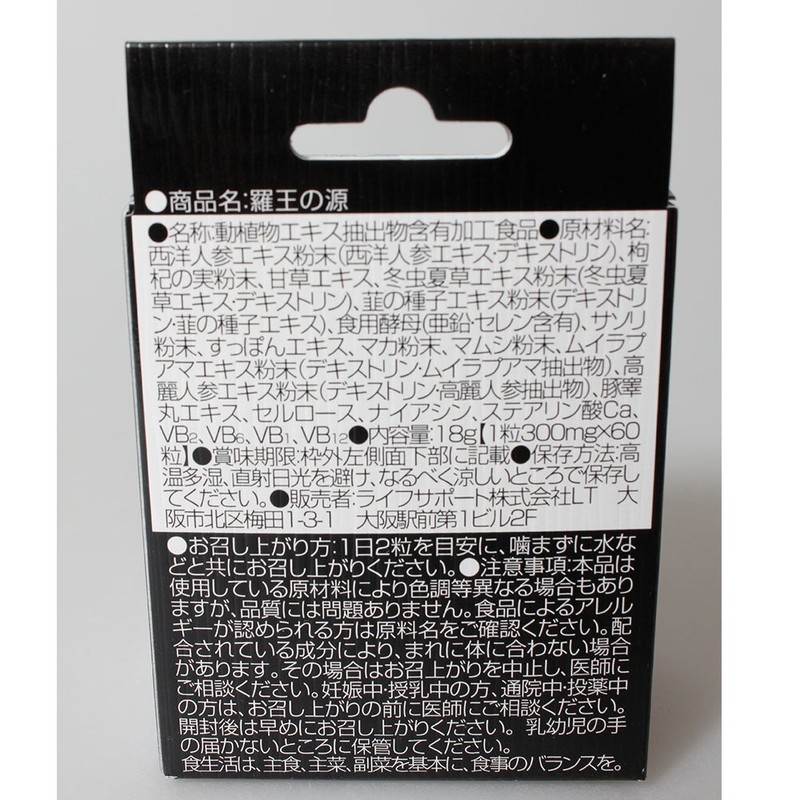 ●商品名:羅王の源
●名称:動植物エキス抽出物含有加工食品●原材料名:
西洋人参エキス粉末(西洋人参エキス・デキストリン)、枸
杞の実粉末、甘草エキス、冬虫夏草エキス粉末(冬虫夏
草エキス・デキストリン)、韮の種子エキス粉末(デキストリ
ン・韮の種子エキス)、食用酵母(亜鉛・セレン含有)、サソリ
粉末、すっぽんエキス、マカ粉末、マムシ粉末、ムイラプ
アマエキス粉末(デキストリン・ムイラプアマ抽出物)、高
麗人参エキス粉末(デキストリン・高麗人参抽出物)、豚睾
丸エキス、セルロース、ナイアシン、ステアリン酸Ca、
VB2、VB6、VB1、VB12●内容量:18g【1粒300mg×60
粒】●賞味期限:枠外左側面下部に記載●保存方法:高
温多湿、直射日光を避け、なるべく涼しいところで保存し
てください。●販売者:ライフサポート株式会社LT 大
阪市北区梅田1-3-1 大阪駅前第1ビル2F
●お召し上がり方:1日2粒を目安に、噛まずに水な
どと共にお召し上がりください。●注意事項:本品は
使用している原材料により色調等異なる場合もあり
ますが、品質には問題ありません。食品によるアレル
ギーが認められる方は原料名をご確認ください。配
合されている成分により、まれに体に合わない場合
があります。その場合はお召し上がりを中止し、医師に
ご相談ください。妊娠中・授乳中の方、通院中・投薬中
の方は、お召し上がりの前に医師にご相談ください。
開封後は早めにお召し上がりください。乳幼児の手
の届かないところに保管してください。
食生活は、主食、主菜、副菜を基本に、食事のバランスを。